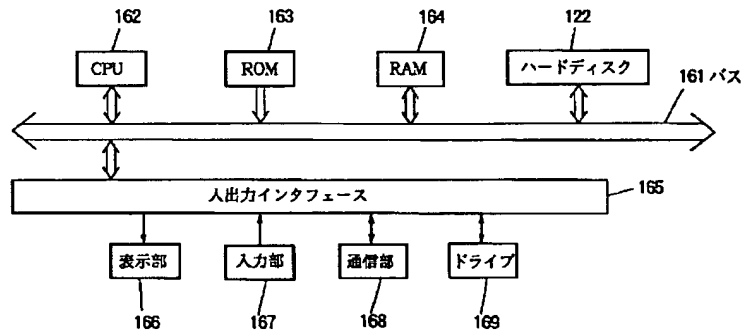 162
163
164
122
CPU
ROM
RAM
ハードディスク
161 バス
入出力インタフェース
165
表示部
入力部
通信部
ドライブ
166
167
168
169